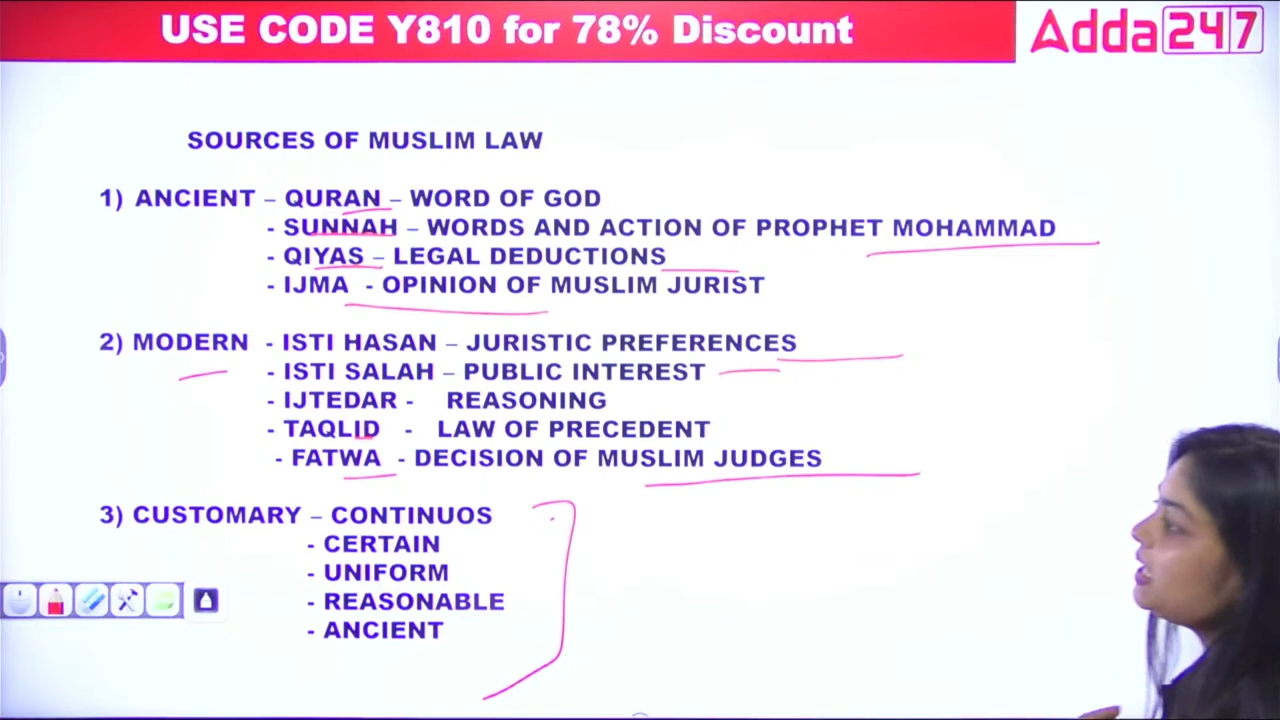 USE CODE Y810 for 78% Discount
Adda247
SOURCES OF MUSLIM LAW
1) ANCIENT – QURAN – WORD OF GOD
- SUNNAH – WORDS AND ACTION OF PROPHET MOHAMMAD
- QIYAS – LEGAL DEDUCTIONS
- IJMA - OPINION OF MUSLIM JURIST
2) MODERN - ISTI HASAN – JURISTIC PREFERENCES
- ISTI SALAH – PUBLIC INTEREST
- IJTEDAR - REASONING
- TAQLID - LAW OF PRECEDENT
- FATWA - DECISION OF MUSLIM JUDGES
3) CUSTOMARY – CONTINUOS
- CERTAIN
- UNIFORM
- REASONABLE
- ANCIENT